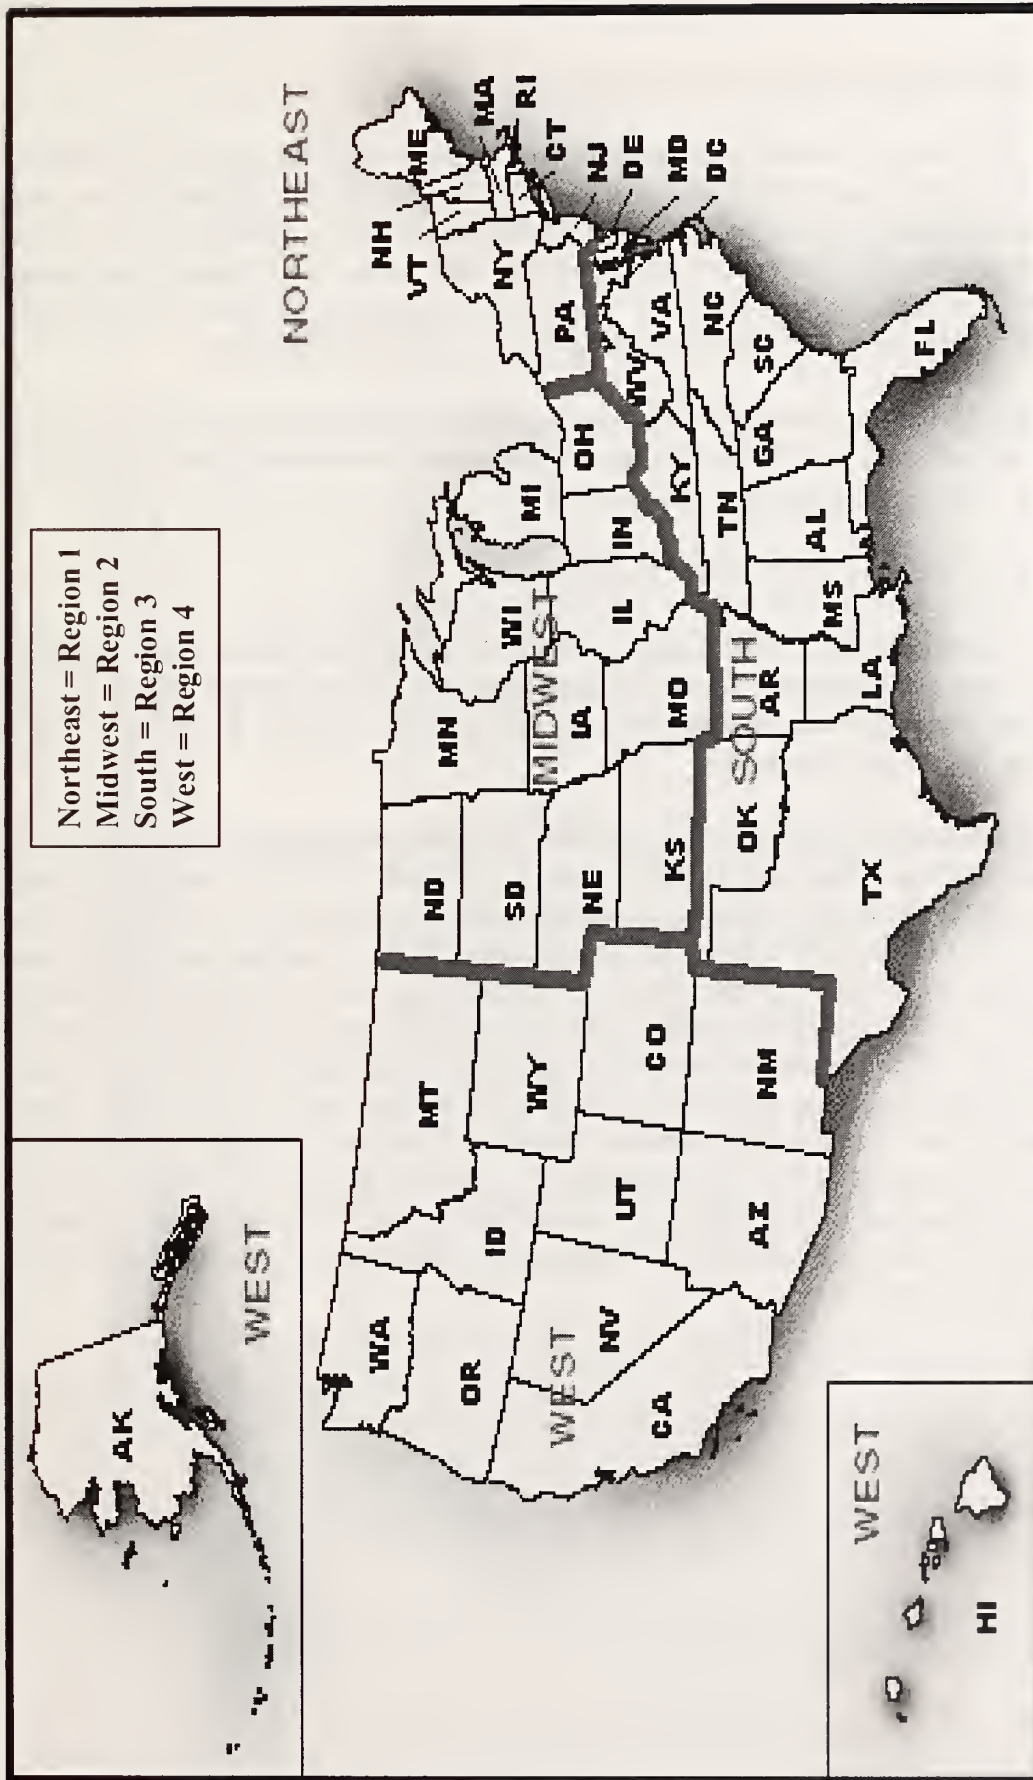 Northeast = Region 1
Midwest = Region 2
South = Region 3
West = Region 4
NORTHEAST
WEST
AK
WEST
HI
WEST
MIDWEST
SOUTH
WA
OR
CA
NV
ID
MT
WY
UT
AZ
CO
NM
ND
SD
NE
KS
OK
TX
MN
IA
MO
AR
LA
WI
IL
MI
IN
OH
KY
TN
MS
AL
GA
FL
SC
NC
VA
WV
PA
NY
VT
NH
ME
MA
RI
CT
NJ
DE
MD
DC